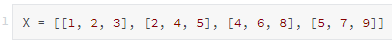 1 X = [[1, 2, 3], [2, 4, 5], [4, 6, 8], [5, 7, 9]]